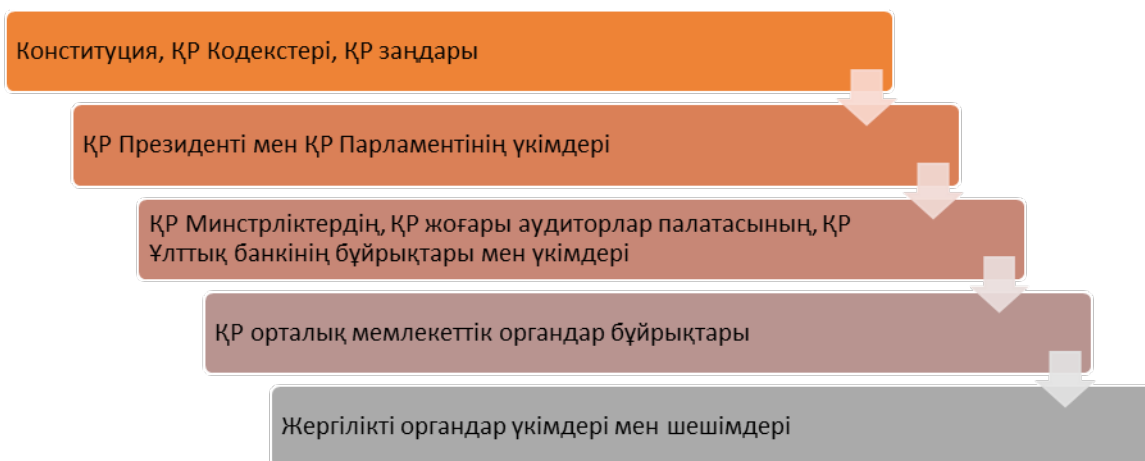 Конституция, ҚР Кодекстері, ҚР заңдары
ҚР Президенті мен ҚР Парламентінің үкімдері
ҚР Минстрліктердің, ҚР жоғары аудиторлар палатасының, ҚР
Ұлттық банкінің бұйрықтары мен үкімдері
ҚР орталық мемлекеттік органдар бұйрықтары
Жергілікті органдар үкімдері мен шешімдері